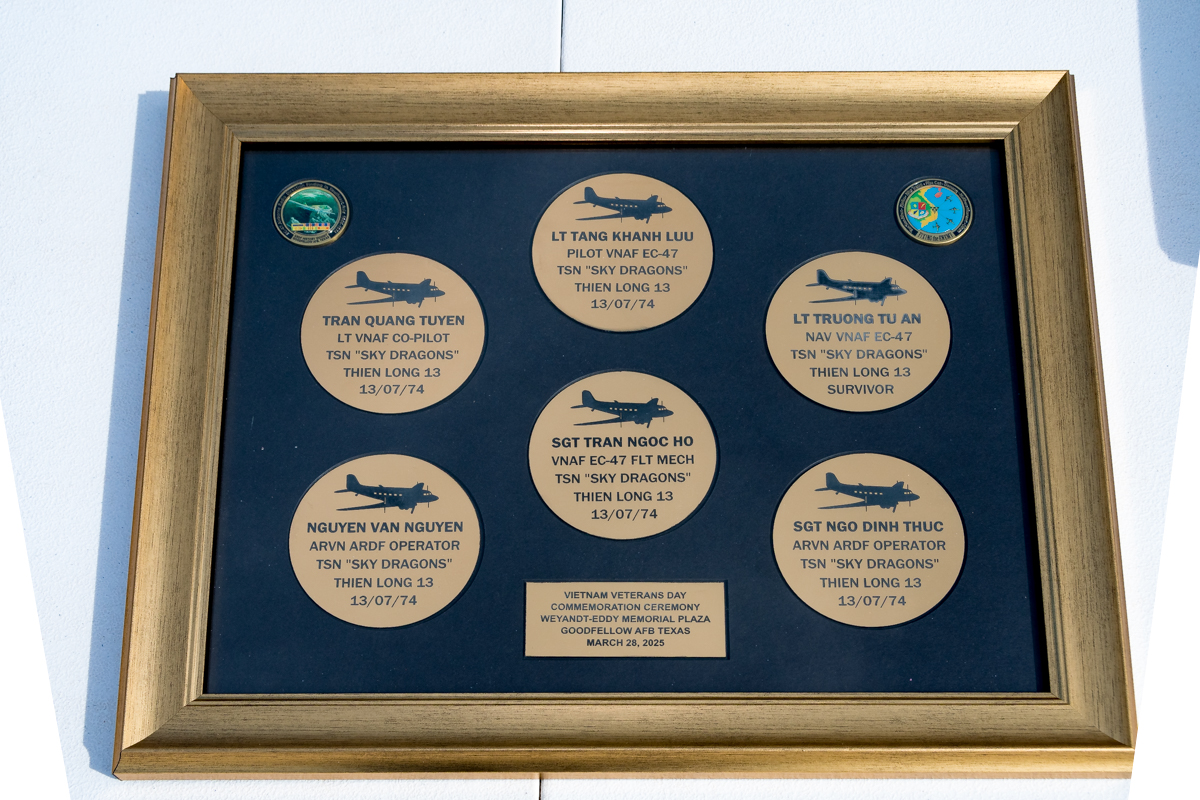 LT TANG KHANH LUU
PILOT VNAF EC-47
TSN "SKY DRAGONS"
THIEN LONG 13
13/07/74
TRAN QUANG TUYEN
LT VNAF CO-PILOT
TSN "SKY DRAGONS"
THIEN LONG 13
13/07/74
LT TRUONG TU AN
NAV VNAF EC-47
TSN "SKY DRAGONS"
THIEN LONG 13
SURVIVOR
SGT TRAN NGOC HO
VNAF EC-47 FLT MECH
TSN "SKY DRAGONS"
THIEN LONG 13
13/07/74
NGUYEN VAN NGUYEN
ARVN ARDF OPERATOR
TSN "SKY DRAGONS"
THIEN LONG 13
13/07/74
SGT NGO DINH THUC
ARVN ARDF OPERATOR
TSN "SKY DRAGONS"
THIEN LONG 13
13/07/74
VIETNAM VETERANS DAY
COMMEMORATION CEREMONY
WEYANDT-EDDY MEMORIAL PLAZA
GOODFELLOW AFB TEXAS
MARCH 28, 2025